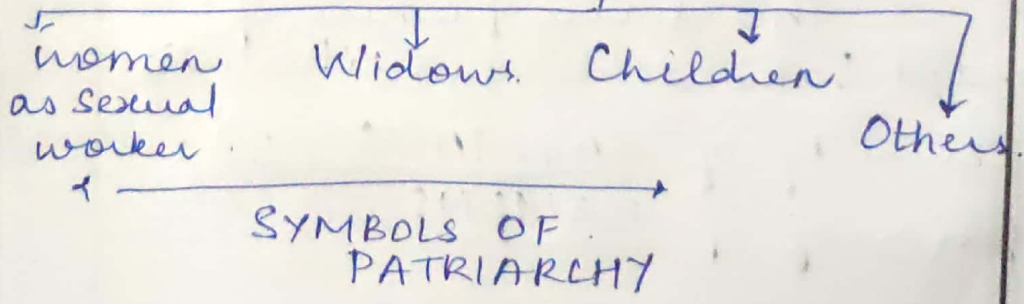 women Widows. Children
as sexual
worker
Others.
SYMBOLS OF
PATRIARCHY